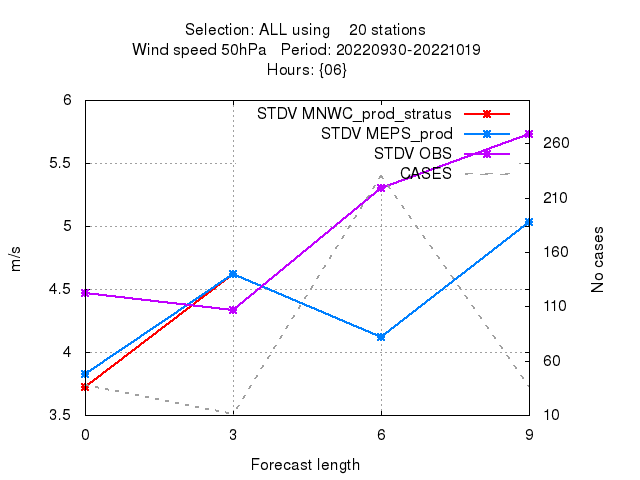 Selection: ALL using 20 stations
Wind speed 50hPa Period: 20220930-20221019
Hours: {06}
STDV MNWC_prod_stratus
STDV MEPS_prod
STDV OBS
CASES
6
5.5
5
4.5
4
3.5
m/s
260
210
160
110
60
10
No cases
0 3 6 9
Forecast length